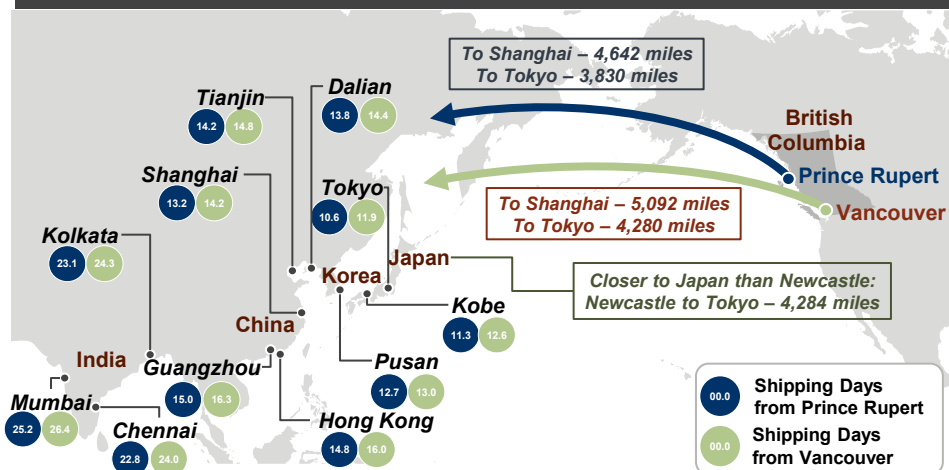 To Shanghai – 4,642 miles
To Tokyo – 3,830 miles
Dalian
13.8 14.4
Tianjin
14.2 14.8
British
Columbia
Prince Rupert
Shanghai
13.2 14.2
Tokyo
10.6 11.9
To Shanghai – 5,092 miles
To Tokyo – 4,280 miles
Vancouver
Kolkata
23.1 24.3
Japan
Korea
Closer to Japan than Newcastle:
Newcastle to Tokyo – 4,284 miles
Kobe
11.3 12.6
China
India
Guangzhou
15.0 16.3
Pusan
12.7 13.0
Mumbai
25.2 26.4
Chennai
22.8 24.0
Hong Kong
14.8 16.0
00.0 Shipping Days
from Prince Rupert
00.0 Shipping Days
from Vancouver